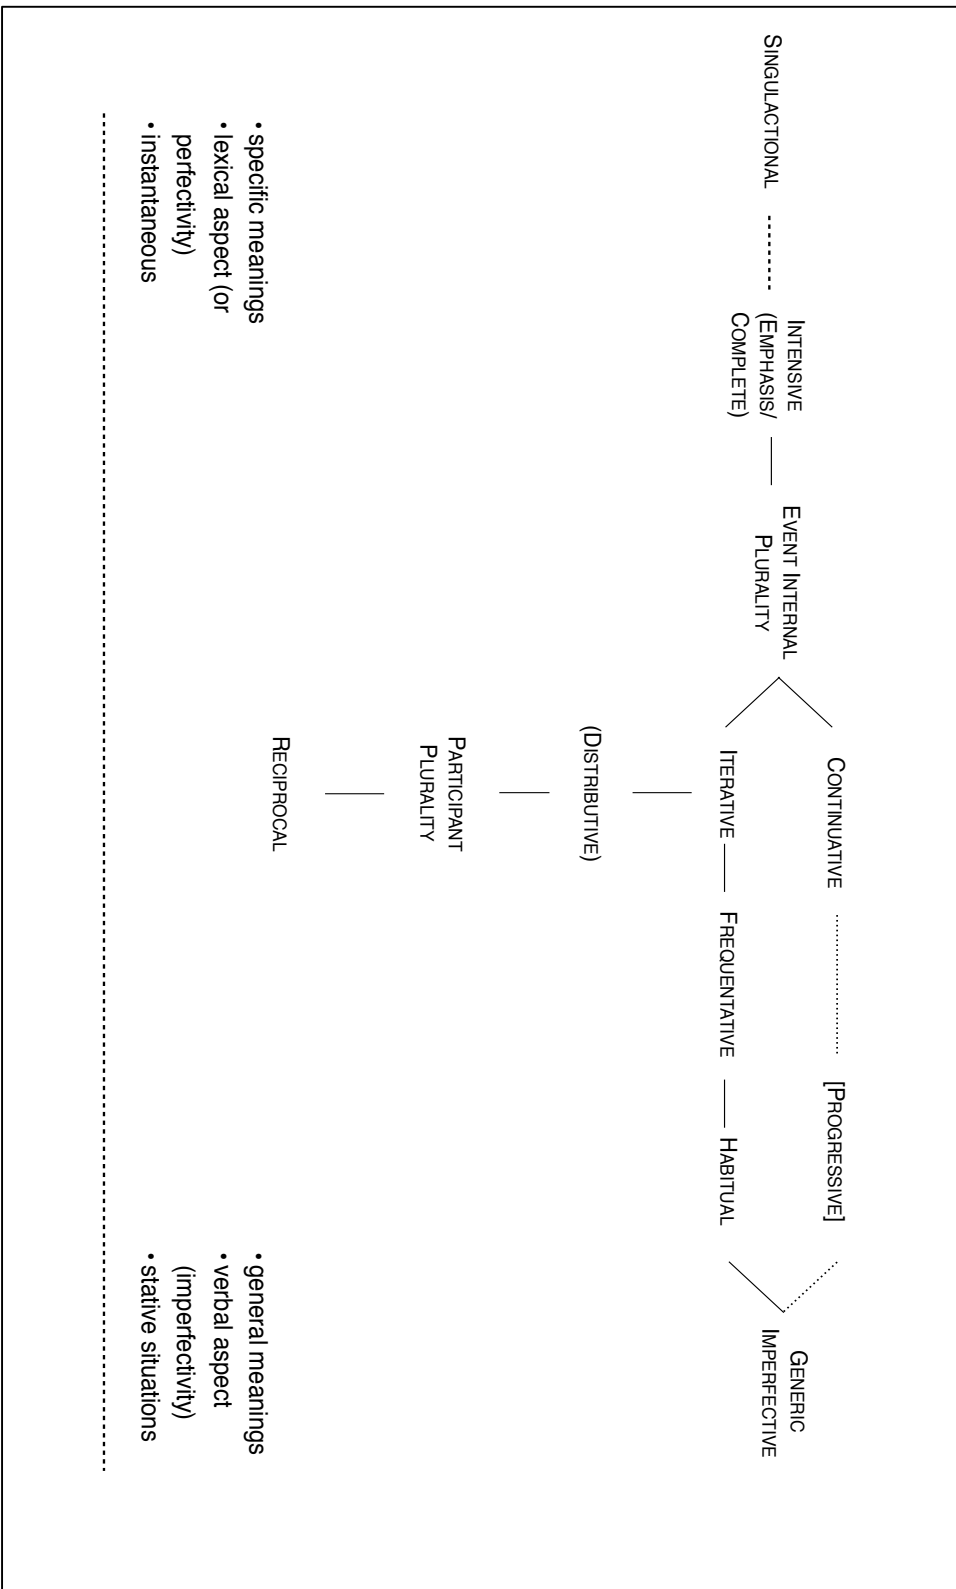 SINGULACTIONAL
INTENSIVE
(EMPHASIS/
COMPLETE)
EVENT INTERNAL
PLURALITY
CONTINUATIVE
[PROGRESSIVE]
ITERATIVE
FREQUENTATIVE
HABITUAL
GENERIC
IMPERFECTIVE
(DISTRIBUTIVE)
PARTICIPANT
PLURALITY
RECIPROCAL
• specific meanings
• lexical aspect (or
perfectivity)
• instantaneous
• general meanings
• verbal aspect
(imperfectivity)
• stative situations